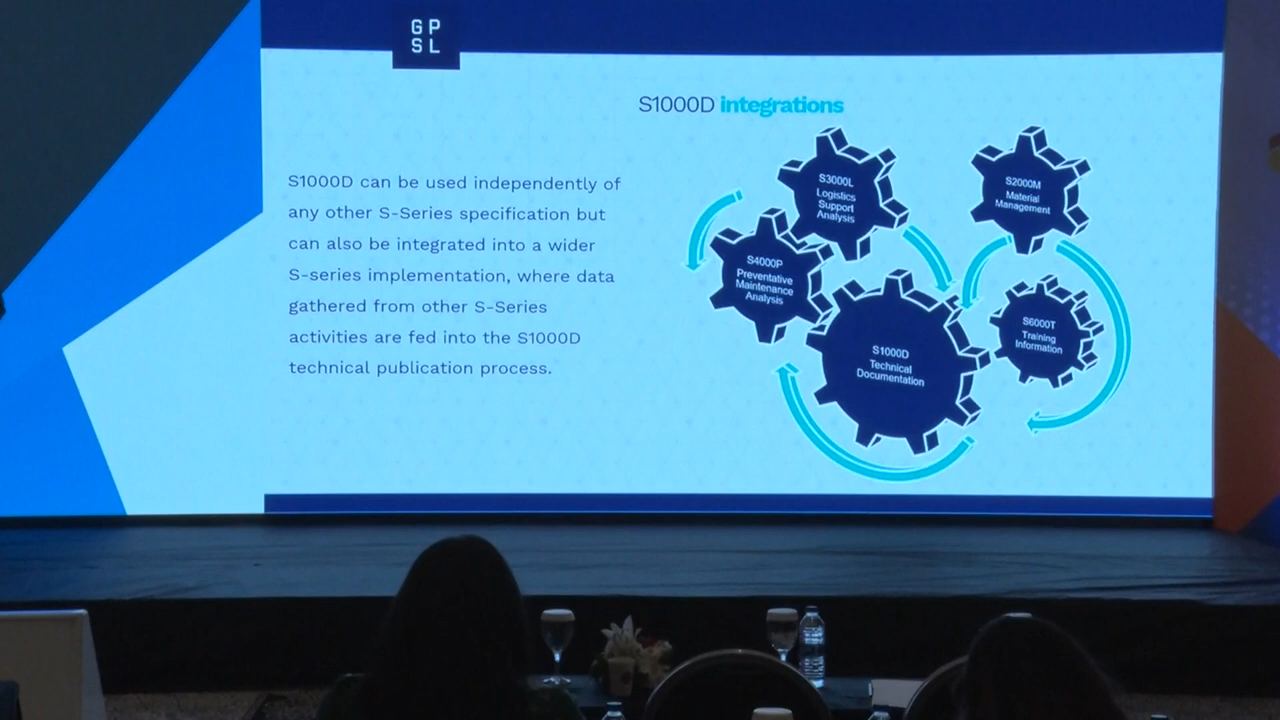 GP
SL
S1000D integrations
S1000D can be used independently of
any other S-Series specification but
can also be integrated into a wider
S-series implementation, where data
gathered from other S-Series
activities are fed into the S1000D
technical publication process.
S3000L
Logistics
Support
Analysis
S2000M
Material
Management
S4000P
Preventative
Maintenance
Analysis
S6000T
Training
Information
S1000D
Technical
Documentation